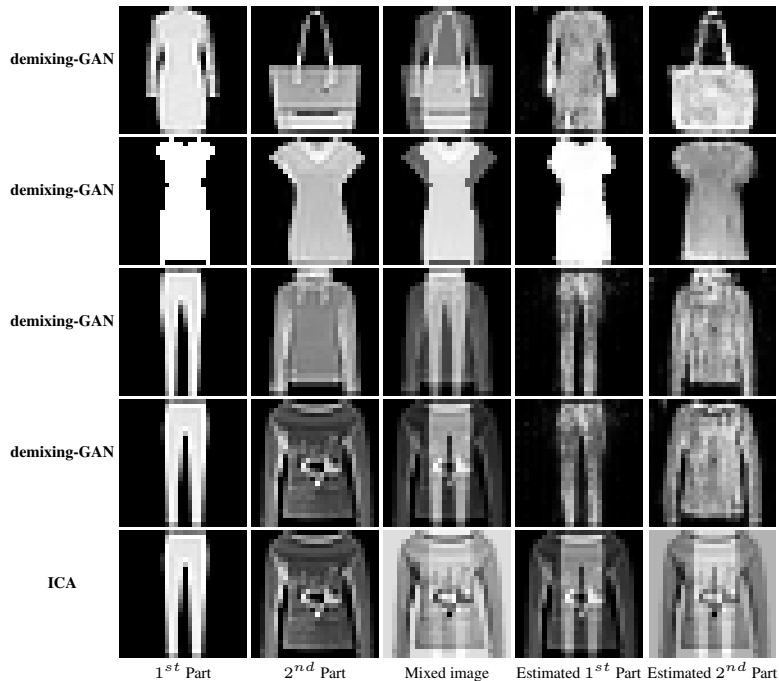 demixing-GAN
demixing-GAN
demixing-GAN
demixing-GAN
ICA
1st Part 2nd Part Mixed image Estimated 1st Part Estimated 2nd Part